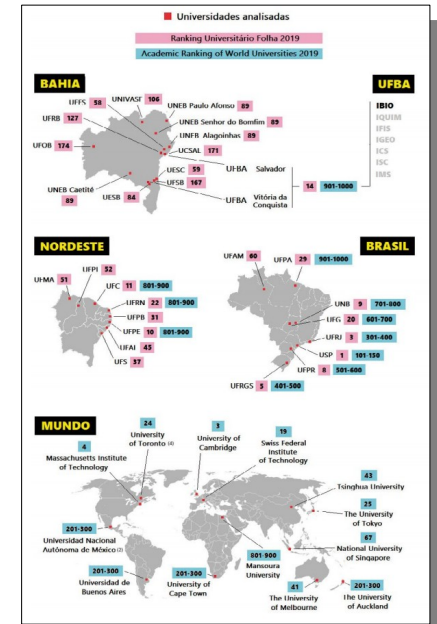 Universidades analisadas
Ranking Universitário Folha 2019
Academic Ranking of World Universities 2019
BAHIA
UFBA
UNIVASF 106
UFFS 58
UNEB Paulo Afonso 89
UFRB 127
UNEB Senhor do Bomfim 89
UNEB Alagoinhas 89
UFOB 174
UCSAL 171
UESC 59
UFSB 167
UFBA Salvador
UNEB Caetité
89
UESB 84
UFBA Vitória da
Conquista
14 901-1000
IBIO
IQUIM
IFIS
IGEO
ICS
ISC
IMS
NORDESTE
UFPI 52
UFMA 51
UFC 11 801-900
UFRN 22 801-900
UFPB 31
UFPE 10 801-900
UFAL 45
UFS 37
BRASIL
UFAM 60
UFPA 29 901-1000
UNB 9 701-800
UFG 20 601-700
UFRJ 3 301-400
USP 1 101-150
UFPR 8 501-600
UFRGS 5 401-500
MUNDO
4
Massachusetts Institute
of Technology
24
University
of Toronto (4)
3
University of
Cambridge
19
Swiss Federal
Institute
of Technology
43
Tsinghua University
25
The University
of Tokyo
67
National University
of Singapore
201-300
Universidad Nacional
Autónoma de México (2)
201-300
Universidad de
Buenos Aires
201-300
University of
Cape Town
801-900
Mansoura
University
41
The University
of Melbourne
201-300
The University
of Auckland